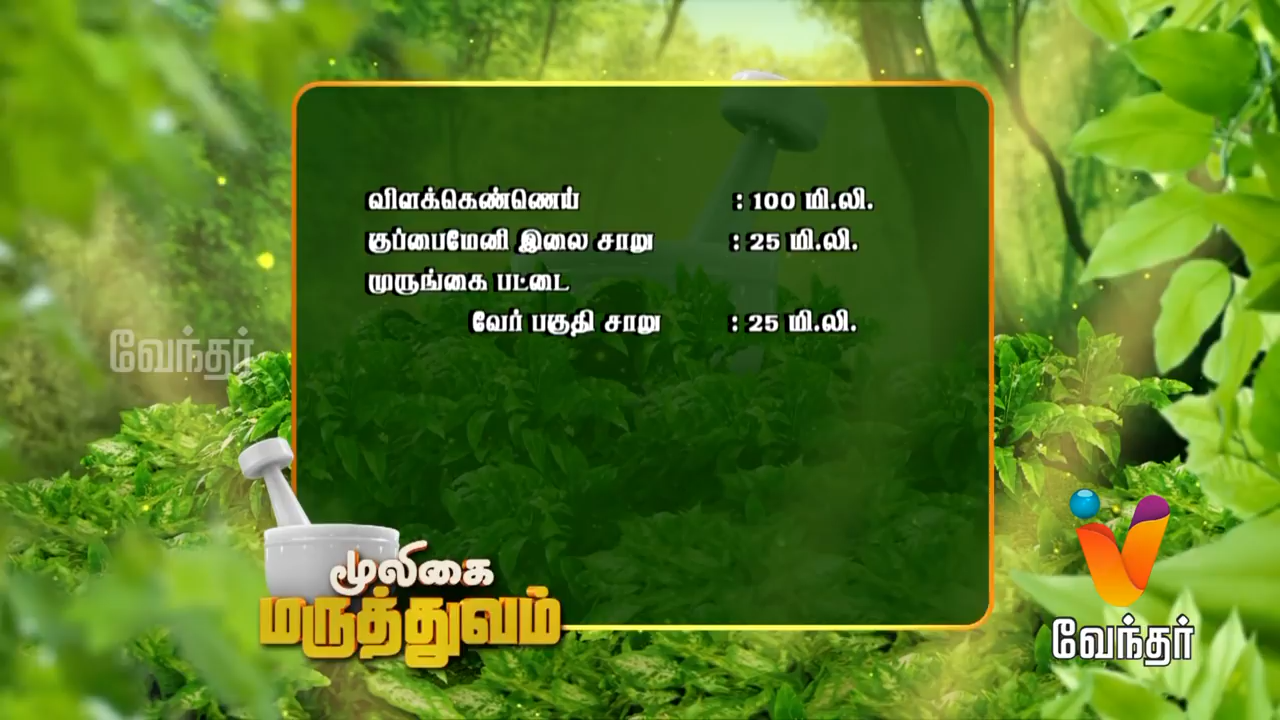 விளக்கெண்ணெய் : 100 மி.லி.
குப்பைமேனி இலை சாறு : 25 மி.லி.
முருங்கை பட்டை
வேர் பகுதி சாறு : 25 மி.லி.
வேந்தர்
மூலிகை
மருத்துவம்
வேந்தர்